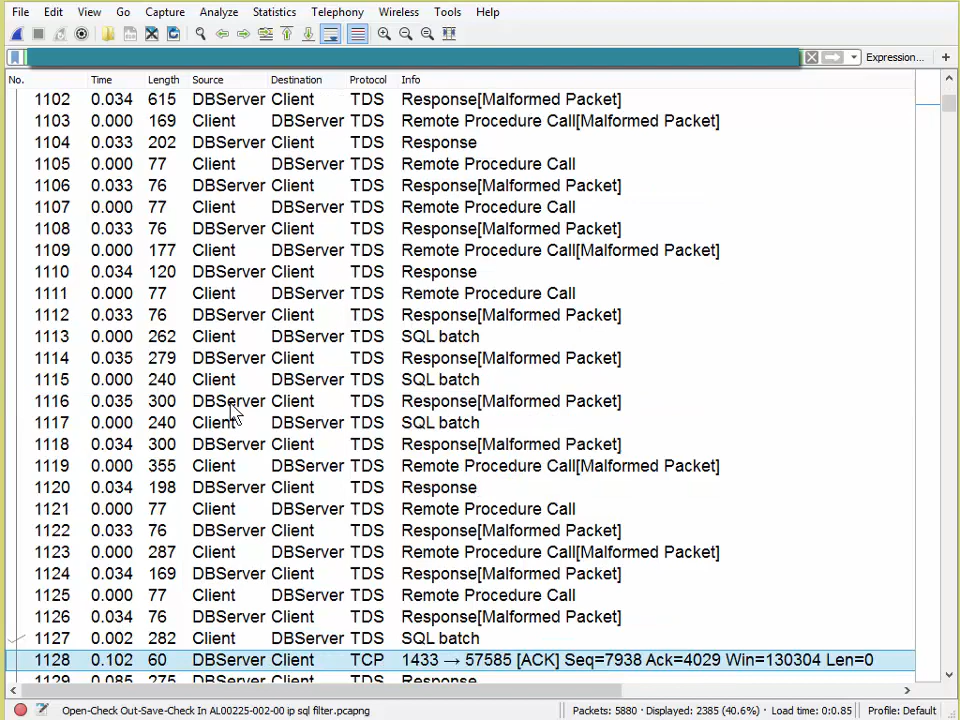 File Edit View Go Capture Analyze Statistics Telephony Wireless Tools Help
Expression... +
No. Time Length Source Destination Protocol Info
1102 0.034 615 DBServer Client TDS Response[Malformed Packet]
1103 0.000 169 Client DBServer TDS Remote Procedure Call[Malformed Packet]
1104 0.033 202 DBServer Client TDS Response
1105 0.000 77 Client DBServer TDS Remote Procedure Call
1106 0.033 76 DBServer Client TDS Response[Malformed Packet]
1107 0.000 77 Client DBServer TDS Remote Procedure Call
1108 0.033 76 DBServer Client TDS Response[Malformed Packet]
1109 0.000 177 Client DBServer TDS Remote Procedure Call[Malformed Packet]
1110 0.034 120 DBServer Client TDS Response
1111 0.000 77 Client DBServer TDS Remote Procedure Call
1112 0.033 76 DBServer Client TDS Response[Malformed Packet]
1113 0.000 262 Client DBServer TDS SQL batch
1114 0.035 279 DBServer Client TDS Response[Malformed Packet]
1115 0.000 240 Client DBServer TDS SQL batch
1116 0.035 300 DBServer Client TDS Response[Malformed Packet]
1117 0.000 240 Client DBServer TDS SQL batch
1118 0.034 300 DBServer Client TDS Response[Malformed Packet]
1119 0.000 355 Client DBServer TDS Remote Procedure Call[Malformed Packet]
1120 0.034 198 DBServer Client TDS Response
1121 0.000 77 Client DBServer TDS Remote Procedure Call
1122 0.033 76 DBServer Client TDS Response[Malformed Packet]
1123 0.000 287 Client DBServer TDS Remote Procedure Call[Malformed Packet]
1124 0.034 169 DBServer Client TDS Response[Malformed Packet]
1125 0.000 77 Client DBServer TDS Remote Procedure Call
1126 0.034 76 DBServer Client TDS Response[Malformed Packet]
1127 0.002 282 Client DBServer TDS SQL batch
1128 0.102 60 DBServer Client TCP 1433 → 57585 [ACK] Seq=7938 Ack=4029 Win=130304 Len=0
1129 0.085 275 DBServer Client TDS Response
Open-Check Out-Save-Check In AL00225-002-00 ip sql filter.pcapng Packets: 5880 · Displayed: 2385 (40.6%) · Load time: 0:0.85 Profile: Default